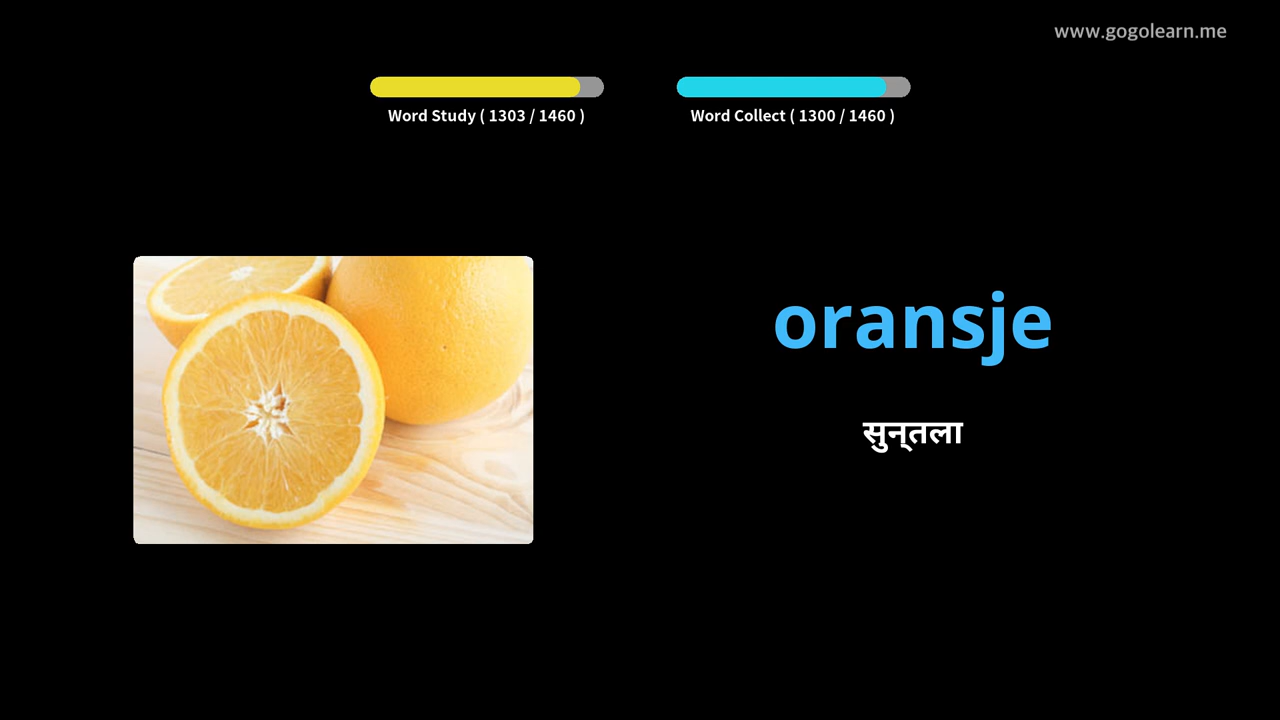 www.gogolearn.me
Word Study ( 1303 / 1460 )
Word Collect ( 1300 / 1460 )
oransje
सुन्‌तला